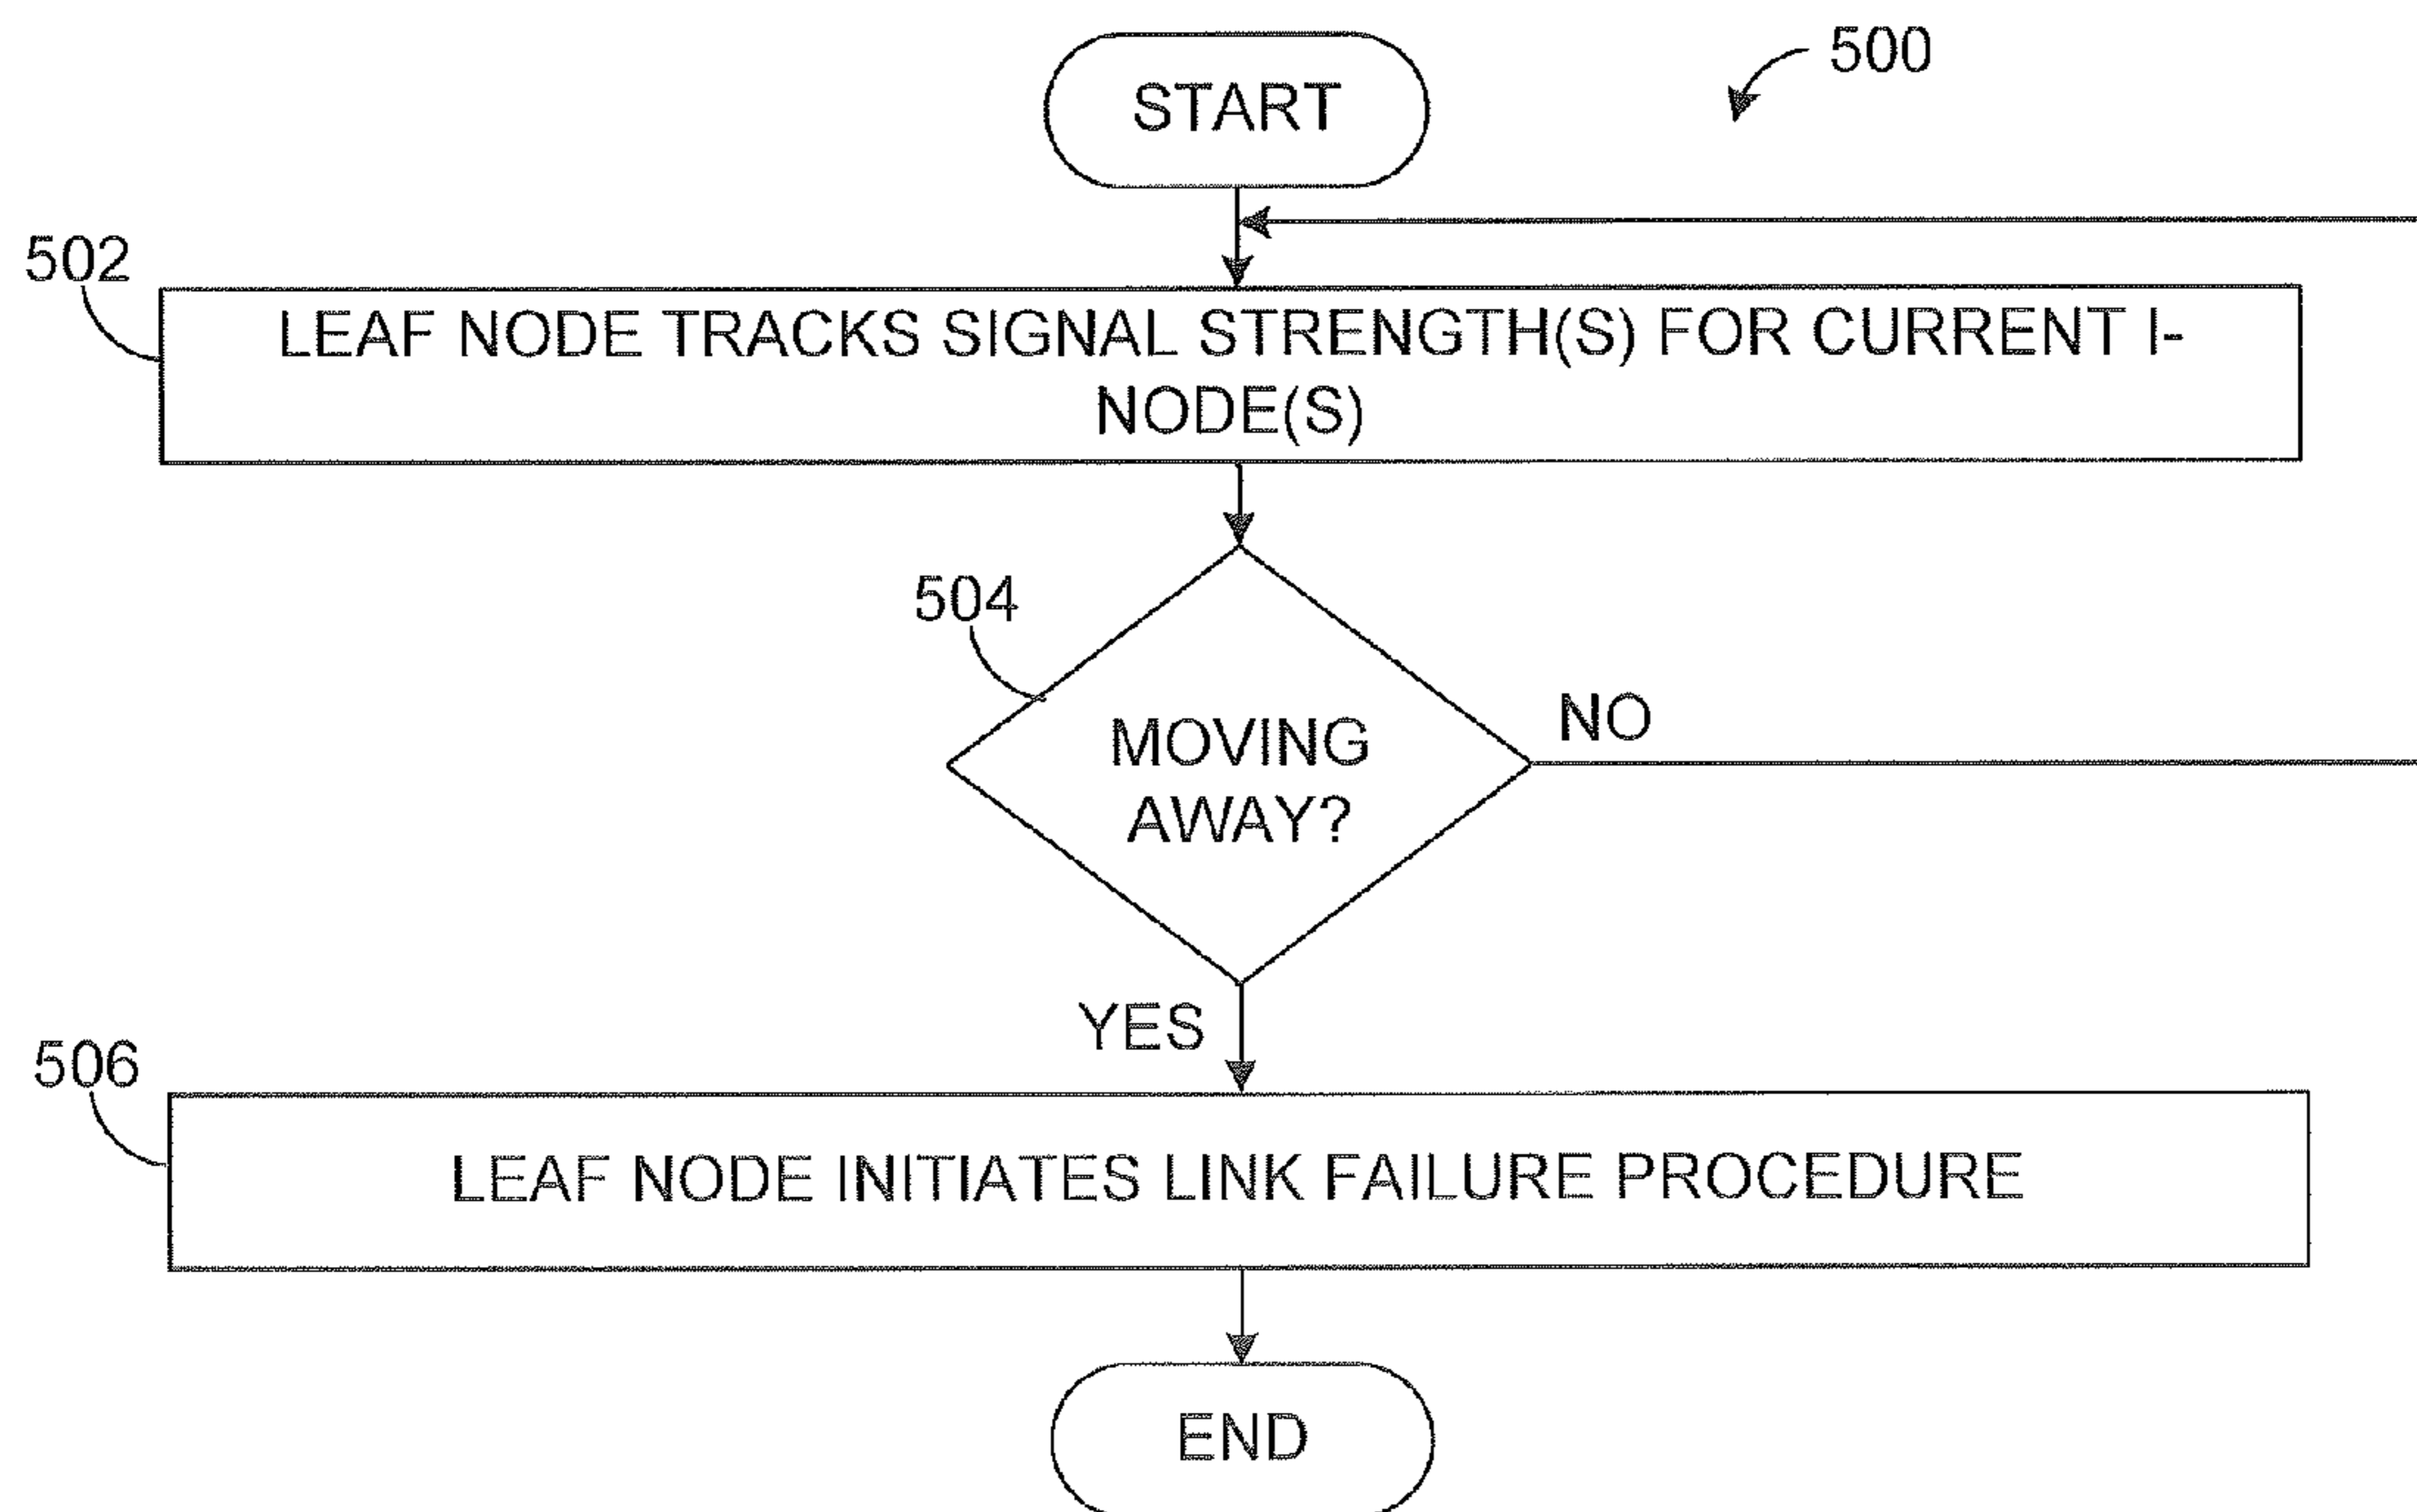 START
500
502
LEAF NODE TRACKS SIGNAL STRENGTH(S) FOR CURRENT I-
NODE(S)
504
MOVING
AWAY?
NO
YES
506
LEAF NODE INITIATES LINK FAILURE PROCEDURE
END